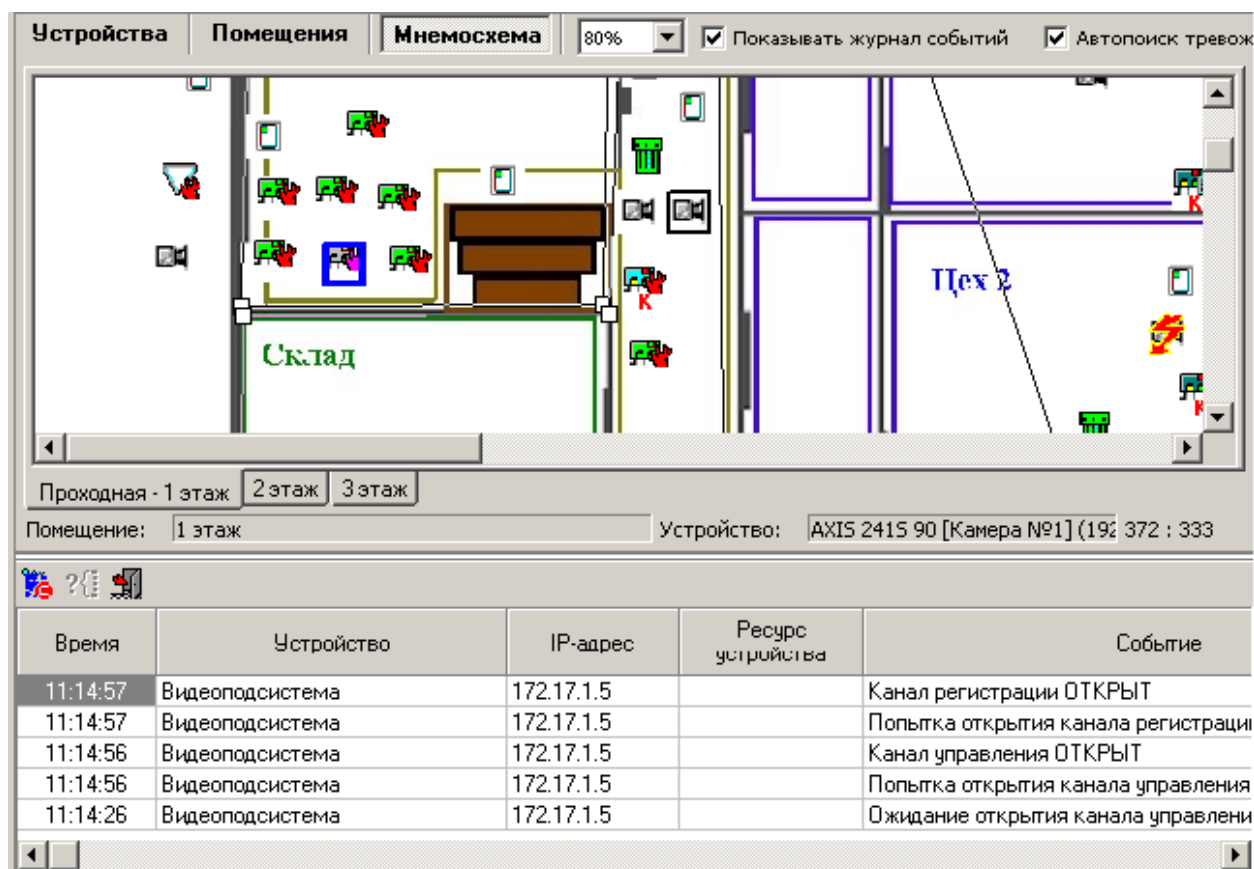 Устройства Помещения Мнемосхема 80% Показывать журнал событий Автопоиск тревож
К
К
Цех 2
Склад
К
Проходная - 1 этаж 2 этаж 3 этаж
Помещение: 1 этаж Устройство: AXIS 241S 90 [Камера №1] (192 372 : 333
Время Устройство IP-адрес Ресурс устройства Событие
11:14:57 Видеоподсистема 172.17.1.5 Канал регистрации ОТКРЫТ
11:14:57 Видеоподсистема 172.17.1.5 Попытка открытия канала регистраци
11:14:56 Видеоподсистема 172.17.1.5 Канал управления ОТКРЫТ
11:14:56 Видеоподсистема 172.17.1.5 Попытка открытия канала управления
11:14:26 Видеоподсистема 172.17.1.5 Ожидание открытия канала управлени